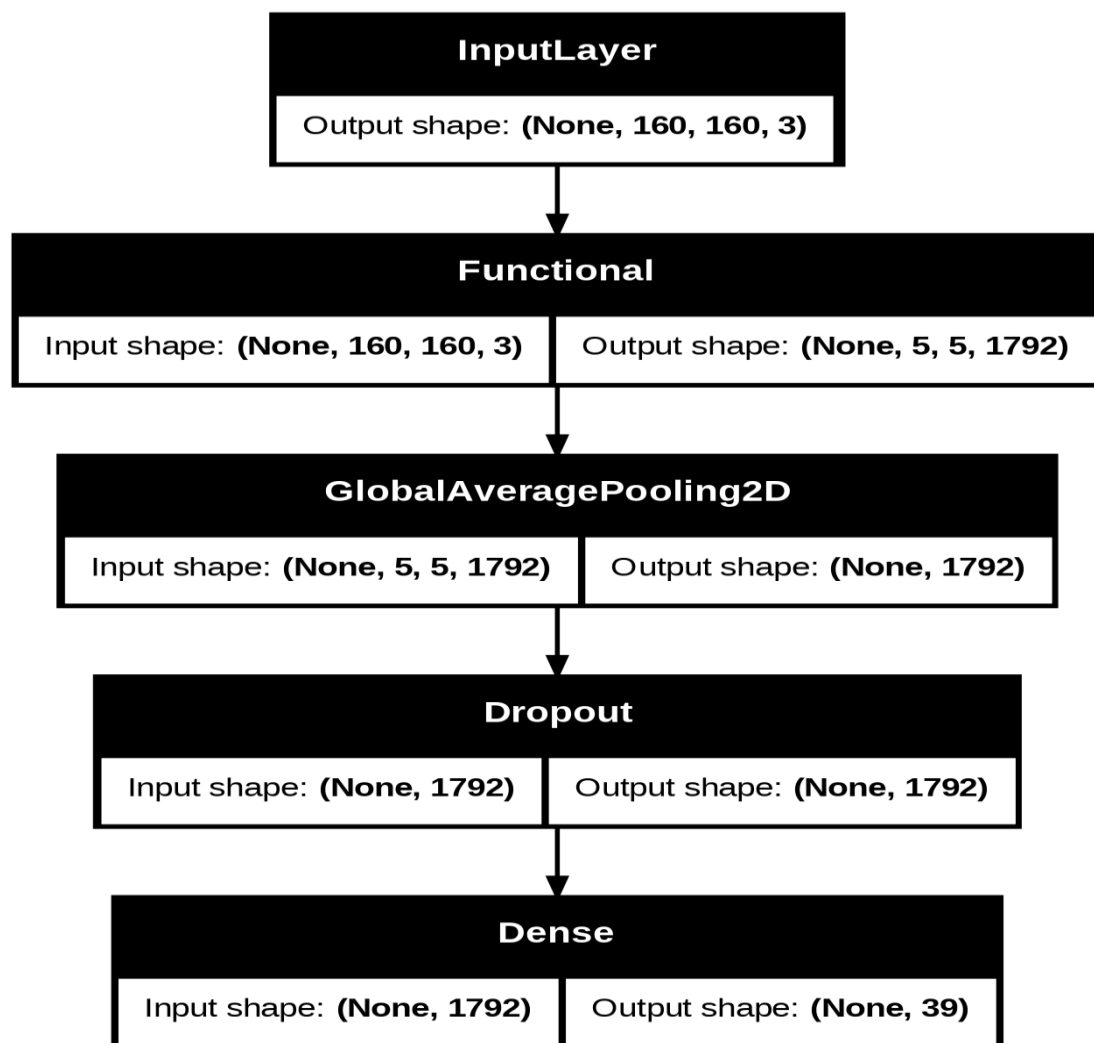 InputLayer
Output shape: (None, 160, 160, 3)
Functional
Input shape: (None, 160, 160, 3) Output shape: (None, 5, 5, 1792)
GlobalAveragePooling2D
Input shape: (None, 5, 5, 1792) Output shape: (None, 1792)
Dropout
Input shape: (None, 1792) Output shape: (None, 1792)
Dense
Input shape: (None, 1792) Output shape: (None, 39)